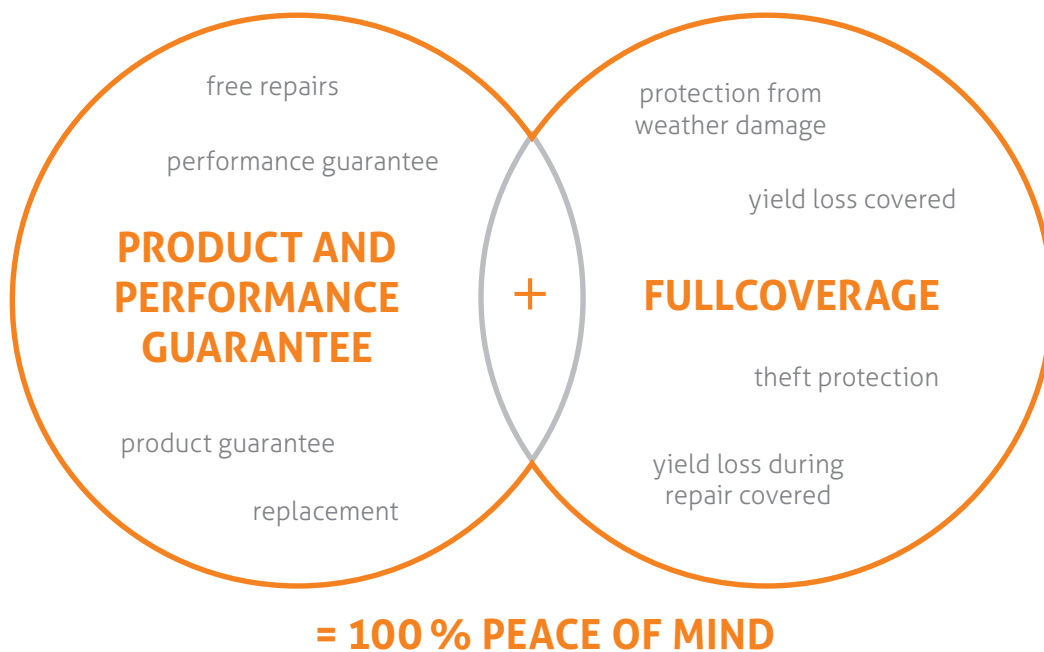 free repairs
performance guarantee
PRODUCT AND
PERFORMANCE
GUARANTEE
product guarantee
replacement
+
protection from
weather damage
yield loss covered
FULLCOVERAGE
theft protection
yield loss during
repair covered
= 100 % PEACE OF MIND